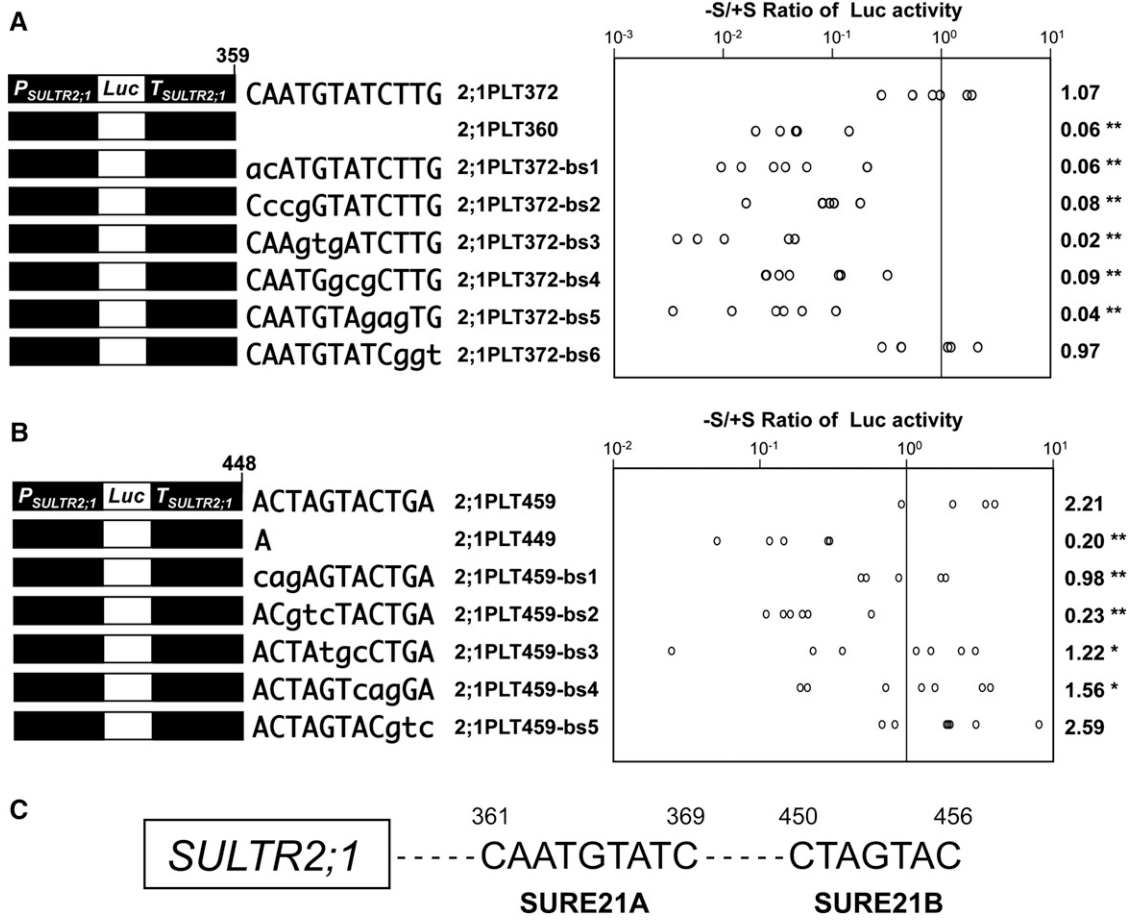 A
-S/+S Ratio of Luc activity
10-3 10-2 10-1 100 101
359
PSULTR2;1 Luc TSULTR2;1 CAATGTATCTTG 2;1PLT372 1.07
2;1PLT360 0.06 **
acATGTATCTTG 2;1PLT372-bs1 0.06 **
CccgGTATCTTG 2;1PLT372-bs2 0.08 **
CAAgtgATCTTG 2;1PLT372-bs3 0.02 **
CAATGgcgCTTG 2;1PLT372-bs4 0.09 **
CAATGTAgagTG 2;1PLT372-bs5 0.04 **
CAATGTATCggt 2;1PLT372-bs6 0.97
B
-S/+S Ratio of Luc activity
10-2 10-1 100 101
448
PSULTR2;1 Luc TSULTR2;1 ACTAGTACTGA 2;1PLT459 2.21
A 2;1PLT449 0.20 **
cagAGTACTGA 2;1PLT459-bs1 0.98 **
ACgtcTACTGA 2;1PLT459-bs2 0.23 **
ACTAtgcCTGA 2;1PLT459-bs3 1.22 *
ACTAGTcagGA 2;1PLT459-bs4 1.56 *
ACTAGTACgtc 2;1PLT459-bs5 2.59
C
361 369 450 456
SULTR2;1 -----CAATGTATC-----CTAGTAC
SURE21A SURE21B